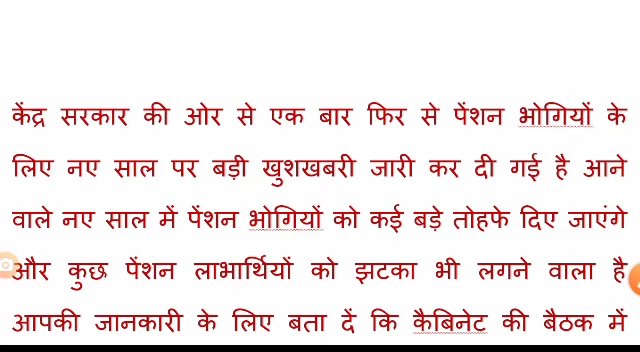 केंद्र सरकार की ओर से एक बार फिर से पेंशन भोगियों के
लिए नए साल पर बड़ी खुशखबरी जारी कर दी गई है आने
वाले नए साल में पेंशन भोगियों को कई बड़े तोहफे दिए जाएंगे
और कुछ पेंशन लाभार्थियों को झटका भी लगने वाला है
आपकी जानकारी के लिए बता दें कि कैबिनेट की बैठक में